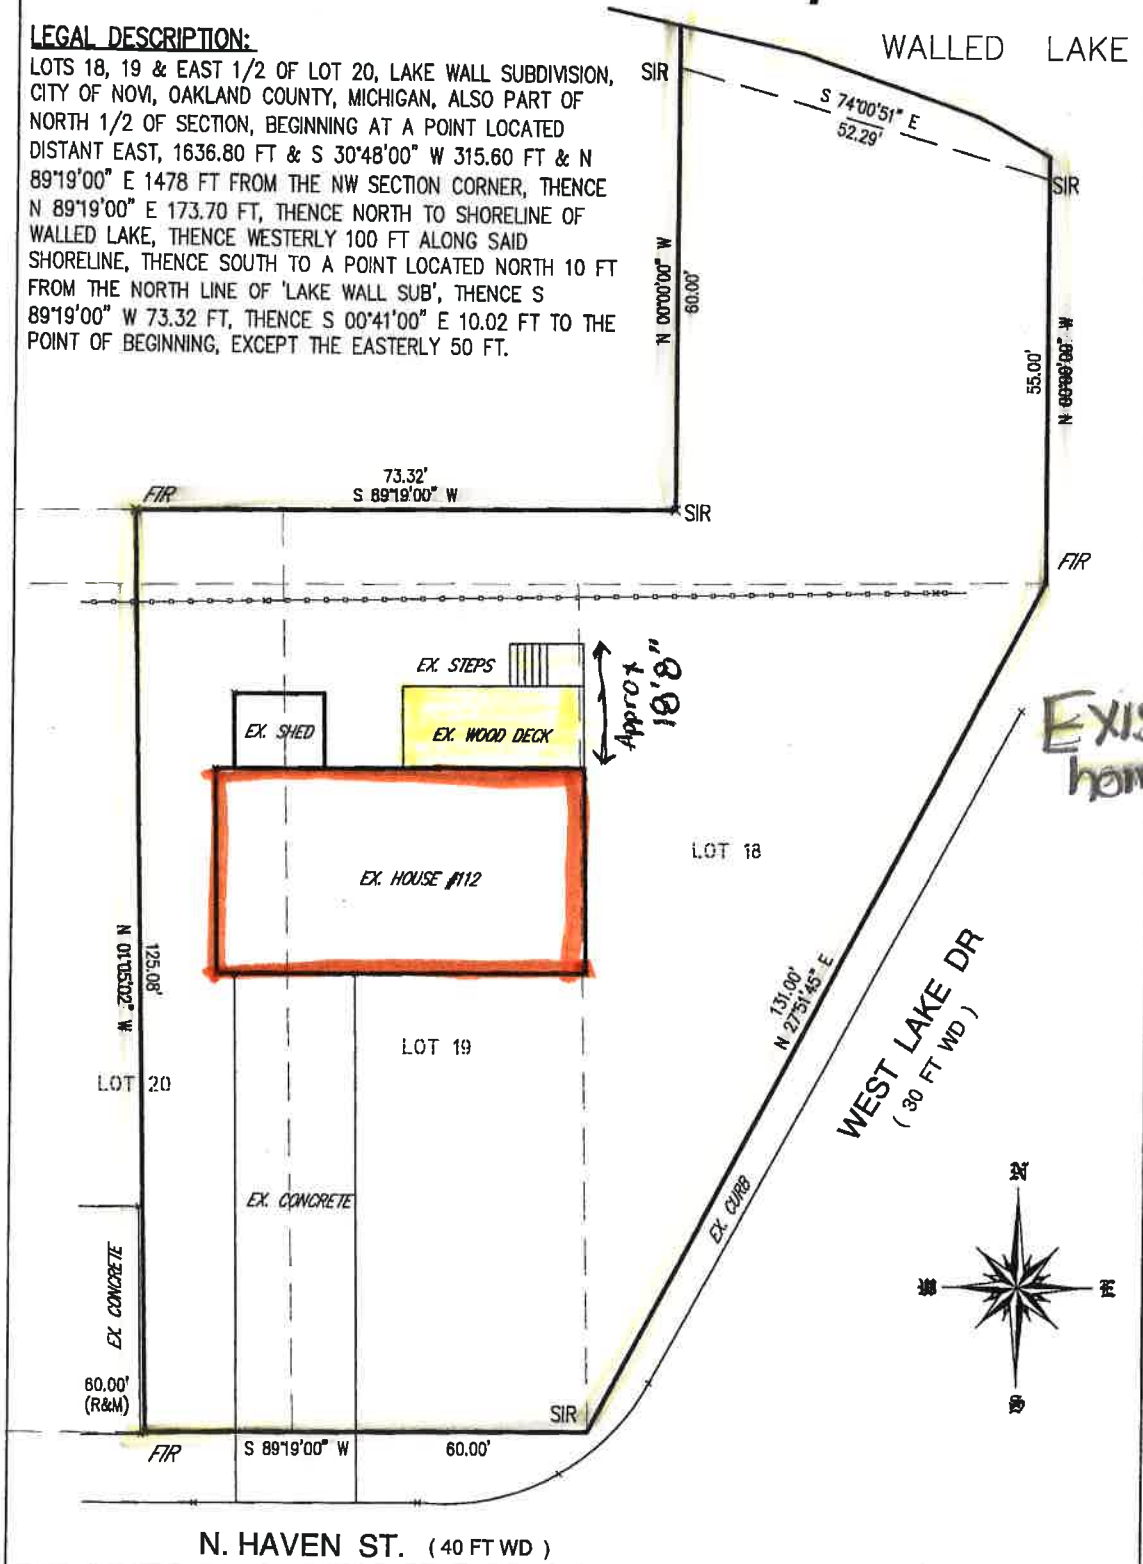 LEGAL DESCRIPTION:
LOTS 18, 19 & EAST 1/2 OF LOT 20, LAKE WALL SUBDIVISION,
CITY OF NOVI, OAKLAND COUNTY, MICHIGAN, ALSO PART OF
NORTH 1/2 OF SECTION, BEGINNING AT A POINT LOCATED
DISTANT EAST, 1636.80 FT & S 30°48'00" W 315.60 FT & N
89°19'00" E 1478 FT FROM THE NW SECTION CORNER, THENCE
N 89°19'00" E 173.70 FT, THENCE NORTH TO SHORELINE OF
WALLED LAKE, THENCE WESTERLY 100 FT ALONG SAID
SHORELINE, THENCE SOUTH TO A POINT LOCATED NORTH 10 FT
FROM THE NORTH LINE OF 'LAKE WALL SUB', THENCE S
89°19'00" W 73.32 FT, THENCE S 00°41'00" E 10.02 FT TO THE
POINT OF BEGINNING, EXCEPT THE EASTERLY 50 FT.
WALLED LAKE
SIR
S 74°00'51" E
52.29'
SIR
N 00°00'00" W
60.00'
55.00'
N 00°00'00" W
73.32'
S 89°19'00" W
FIR
SIR
FIR
EX. STEPS
EX. SHED
EX. WOOD DECK
Approx
18'8"
EXIS
hom
EX. HOUSE #112
LOT 18
N 01°05'02" W
125.08'
LOT 19
LOT 20
131.00'
N 27°51'45" E
WEST LAKE DR
( 30 FT WD )
EX. CURB
EX. CONCRETE
EX. CONCRETE
N
W
E
S
60.00'
(R&M)
SIR
FIR
S 89°19'00" W
60.00'
N. HAVEN ST. ( 40 FT WD )